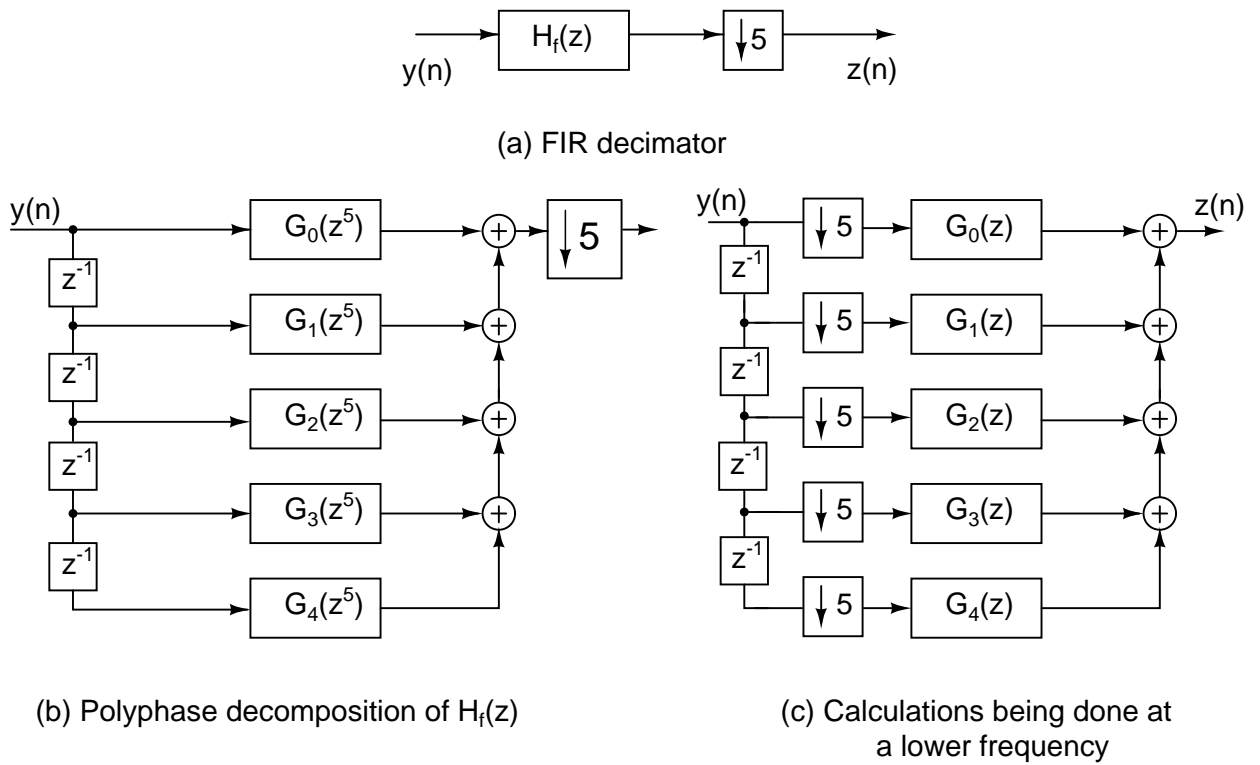 H_f(z)
↓5
y(n)
z(n)
(a) FIR decimator
y(n)
G_0(z^5)
↓5
z^-1
G_1(z^5)
z^-1
G_2(z^5)
z^-1
G_3(z^5)
z^-1
G_4(z^5)
(b) Polyphase decomposition of H_f(z)
y(n)
z(n)
↓5
G_0(z)
z^-1
↓5
G_1(z)
z^-1
↓5
G_2(z)
z^-1
↓5
G_3(z)
z^-1
↓5
G_4(z)
(c) Calculations being done at
a lower frequency